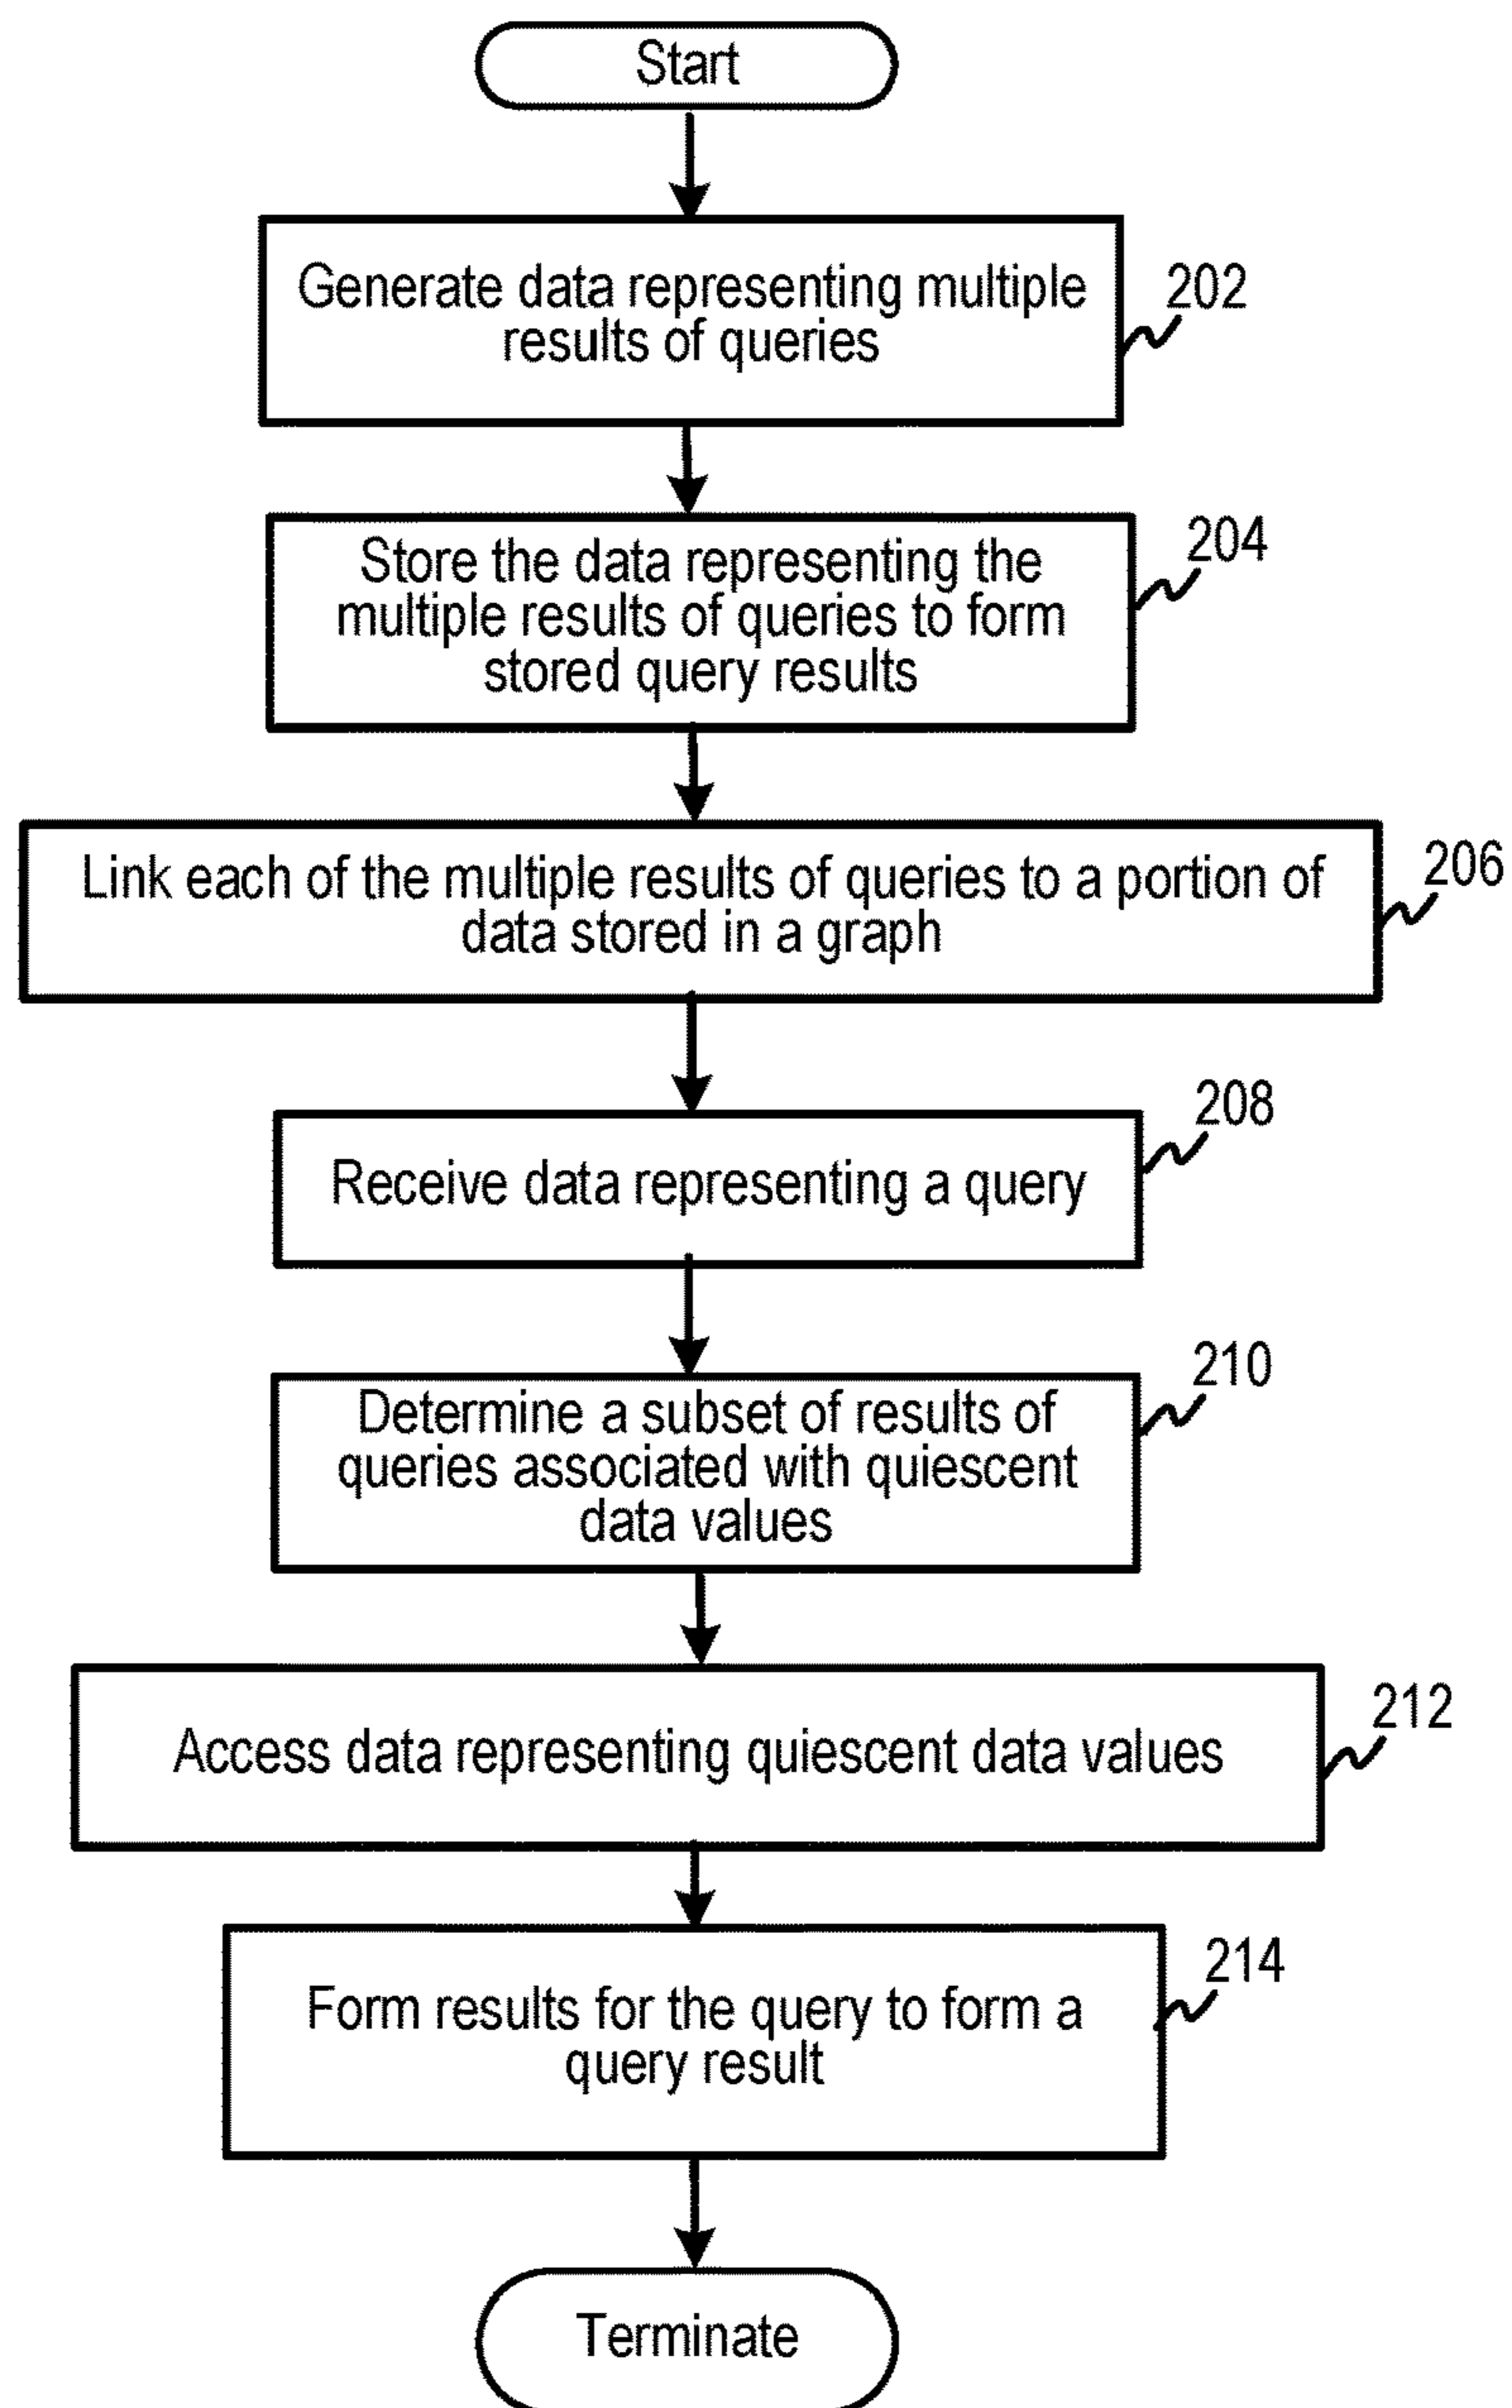 Start
Generate data representing multiple
results of queries
202
Store the data representing the
multiple results of queries to form
stored query results
204
Link each of the multiple results of queries to a portion of
data stored in a graph
206
Receive data representing a query
208
Determine a subset of results of
queries associated with quiescent
data values
210
Access data representing quiescent data values
212
Form results for the query to form a
query result
214
Terminate